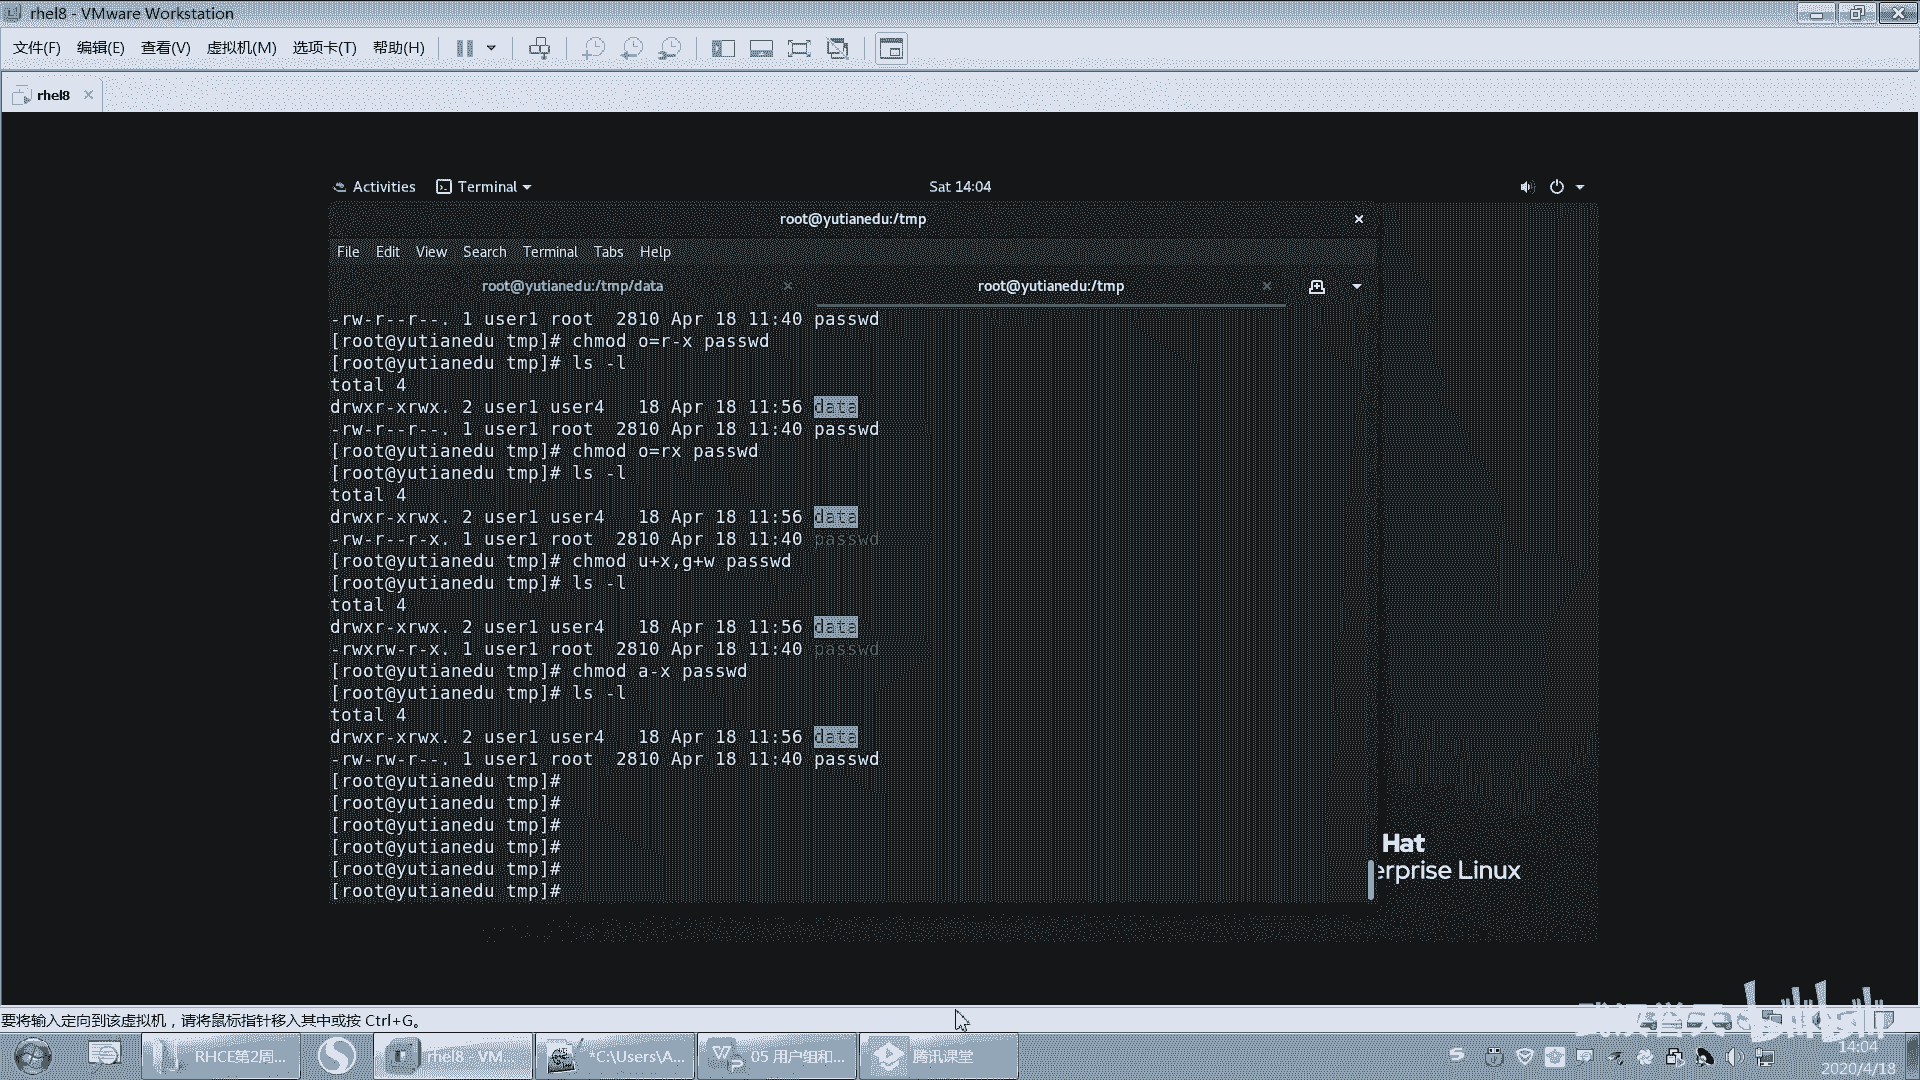 rhel8 - VMware Workstation
文件(F) 编辑(E) 查看(V) 虚拟机(M) 选项卡(T) 帮助(H)
rhel8
Activities Terminal Sat 14:04
root@yutianedu:/tmp
File Edit View Search Terminal Tabs Help
root@yutianedu:/tmp/data root@yutianedu:/tmp
-rw-r--r--. 1 user1 root  2810 Apr 18 11:40 passwd
[root@yutianedu tmp]# chmod o=r-x passwd
[root@yutianedu tmp]# ls -l
total 4
drwxr-xrwx. 2 user1 user4   18 Apr 18 11:56 data
-rw-r--r--. 1 user1 root  2810 Apr 18 11:40 passwd
[root@yutianedu tmp]# chmod o=rx passwd
[root@yutianedu tmp]# ls -l
total 4
drwxr-xrwx. 2 user1 user4   18 Apr 18 11:56 data
-rw-r--r-x. 1 user1 root  2810 Apr 18 11:40 passwd
[root@yutianedu tmp]# chmod u+x,g+w passwd
[root@yutianedu tmp]# ls -l
total 4
drwxr-xrwx. 2 user1 user4   18 Apr 18 11:56 data
-rwxrw-r-x. 1 user1 root  2810 Apr 18 11:40 passwd
[root@yutianedu tmp]# chmod a-x passwd
[root@yutianedu tmp]# ls -l
total 4
drwxr-xrwx. 2 user1 user4   18 Apr 18 11:56 data
-rw-rw-r--. 1 user1 root  2810 Apr 18 11:40 passwd
[root@yutianedu tmp]#
[root@yutianedu tmp]#
[root@yutianedu tmp]#
[root@yutianedu tmp]#
[root@yutianedu tmp]#
[root@yutianedu tmp]#
Hat
erprise Linux
要将输入定向到该虚拟机，请将鼠标指针移入其中或按 Ctrl+G。
bilibili
RHCE第2周... rhel8 - VM... *C:\Users\A... 05 用户组和... 腾讯课堂
14:04
2020/4/18